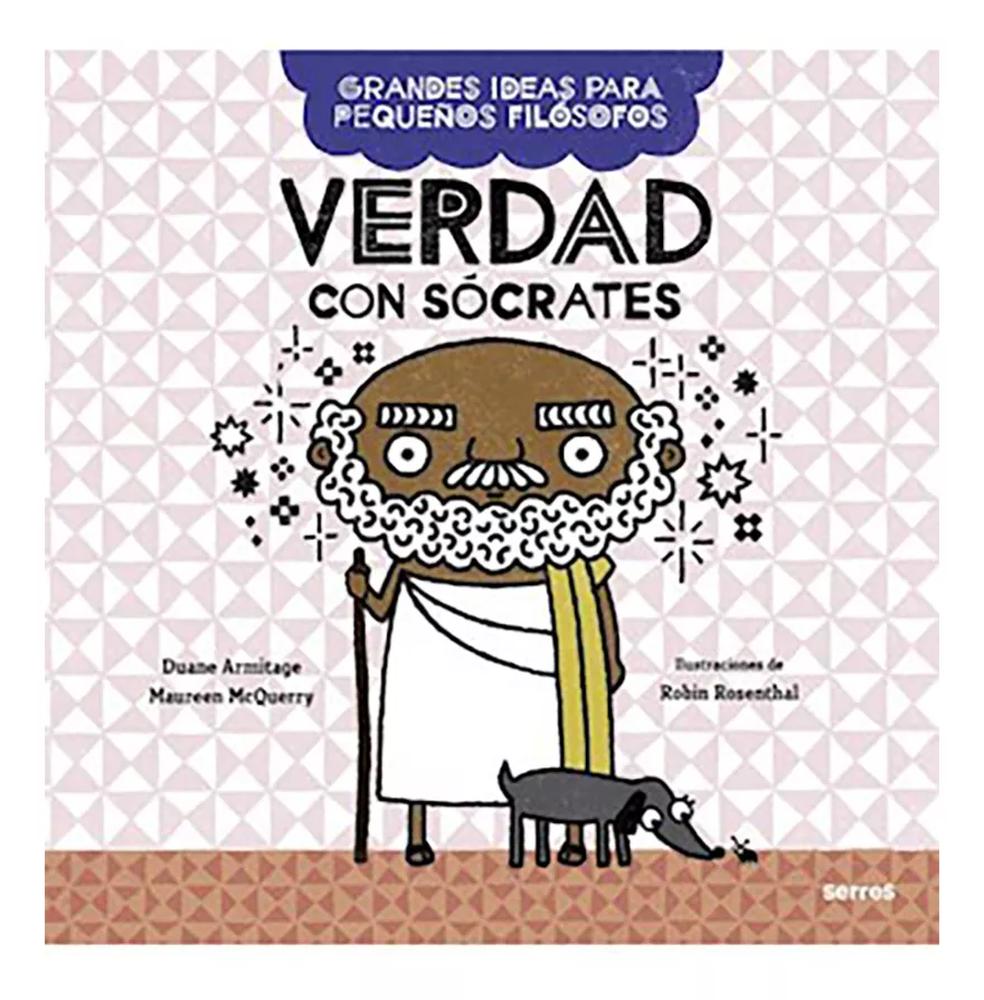 GRANDES IDEAS PARA
PEQUEÑOS FILÓSOFOS
VERDAD
CON SÓCRATES
Duane Armitage
Maureen McQuerry
Ilustraciones de
Robin Rosenthal
serres